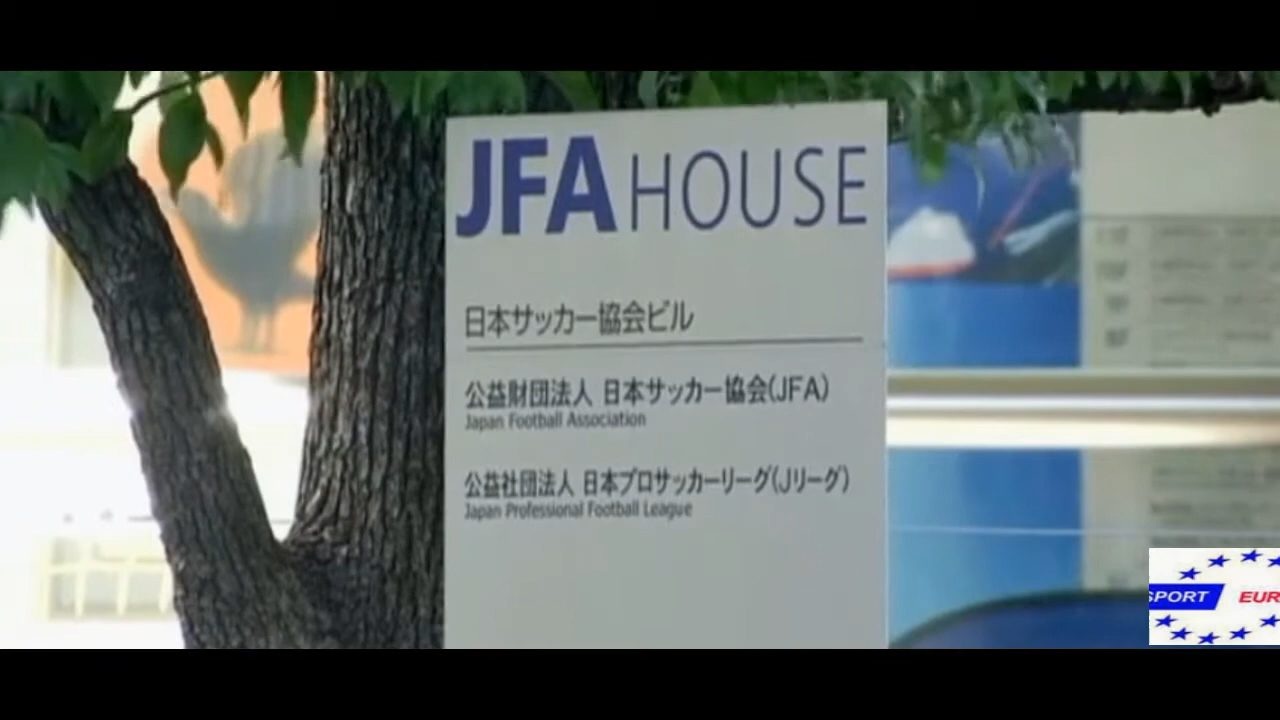 JFA HOUSE
日本サッカー協会ビル
公益財団法人 日本サッカー協会(JFA)
Japan Football Association
公益社団法人 日本プロサッカーリーグ(Jリーグ)
Japan Professional Football League
SPORT EUR